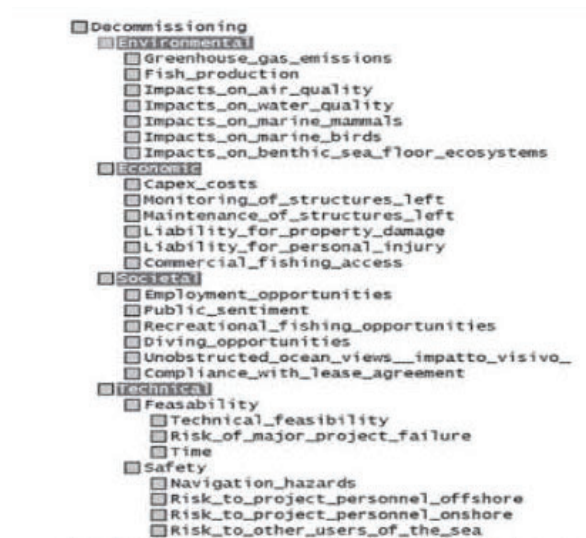 Decommissioning
Environmental
Greenhouse_gas_emissions
Fish_production
Impacts_on_air_quality
Impacts_on_water_quality
Impacts_on_marine_mammals
Impacts_on_marine_birds
Impacts_on_benthic_sea_floor_ecosystems
Economic
Capex_costs
Monitoring_of_structures_left
Maintenance_of_structures_left
Liability_for_property_damage
Liability_for_personal_injury
Commercial_fishing_access
Societal
Employment_opportunities
Public_sentiment
Recreational_fishing_opportunities
Diving_opportunities
Unobstructed_ocean_views__impatto_visivo_
Compliance_with_lease_agreement
Technical
Feasability
Technical_feasibility
Risk_of_major_project_failure
Time
Safety
Navigation_hazards
Risk_to_project_personnel_offshore
Risk_to_project_personnel_onshore
Risk_to_other_users_of_the_sea